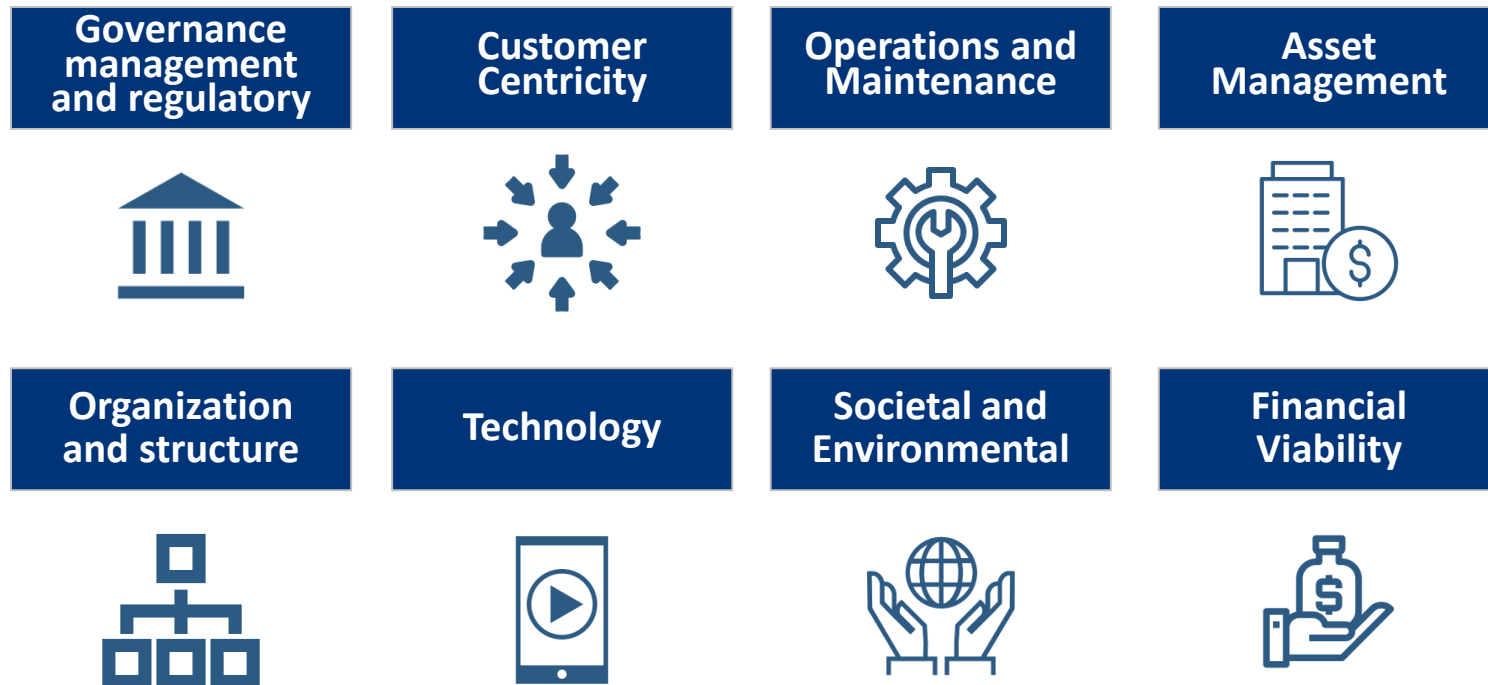 Governance
management
and regulatory
Customer
Centricity
Operations and
Maintenance
Asset
Management
$
Organization
and structure
Technology
Societal and
Environmental
Financial
Viability
$